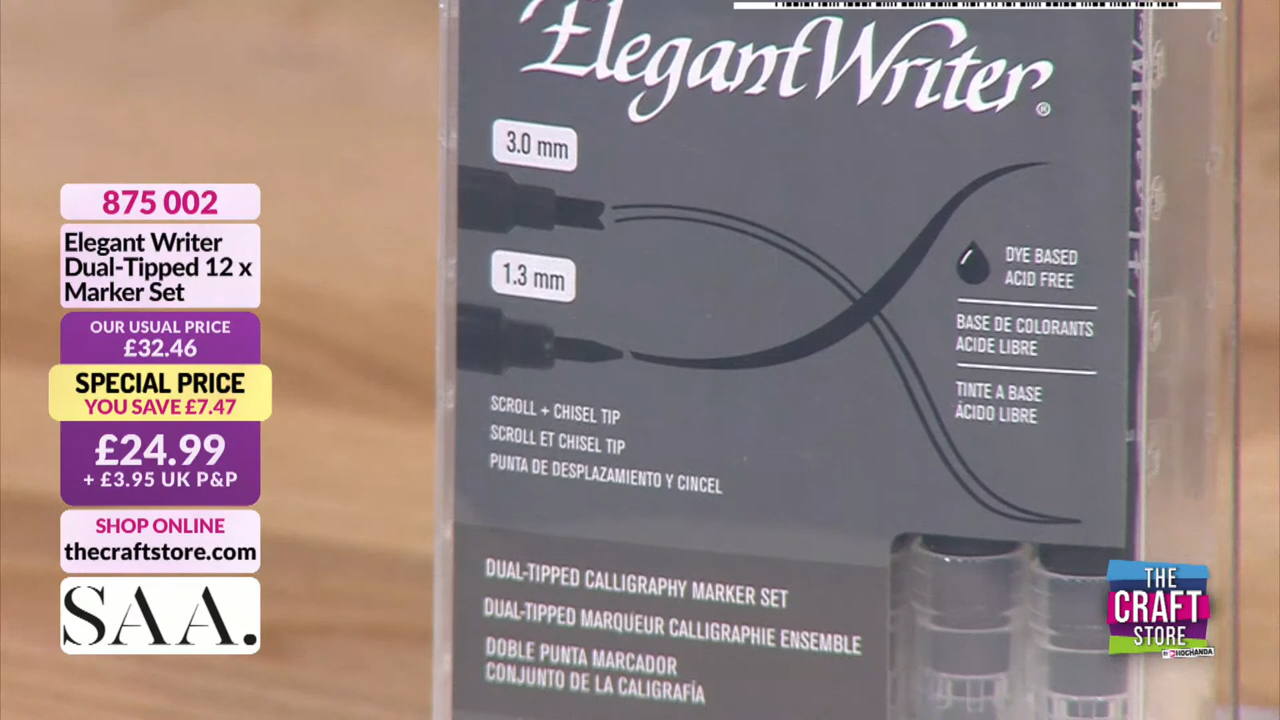 875 002
Elegant Writer
Dual-Tipped 12 x
Marker Set
OUR USUAL PRICE
£32.46
SPECIAL PRICE
YOU SAVE £7.47
£24.99
+ £3.95 UK P&P
SHOP ONLINE
thecraftstore.com
SAA.
Elegant Writer®
3.0 mm
1.3 mm
DYE BASED
ACID FREE
BASE DE COLORANTS
ACIDE LIBRE
TINTE A BASE
ÁCIDO LIBRE
SCROLL + CHISEL TIP
SCROLL ET CHISEL TIP
PUNTA DE DESPLAZAMIENTO Y CINCEL
DUAL-TIPPED CALLIGRAPHY MARKER SET
DUAL-TIPPED MARQUEUR CALLIGRAPHIE ENSEMBLE
DOBLE PUNTA MARCADOR
CONJUNTO DE LA CALIGRAFÍA
THE
CRAFT
STORE
BY HOCHANDA